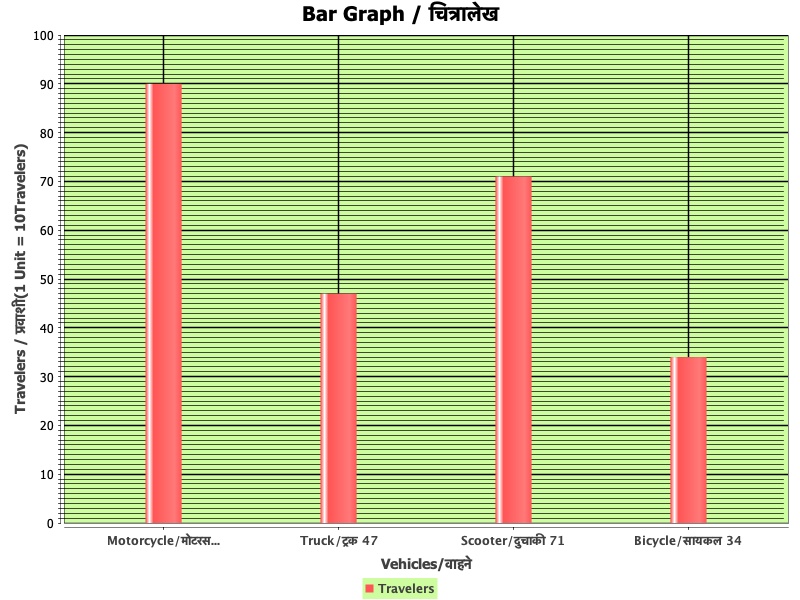 Bar Graph / चित्रालेख
Travelers / प्रवाशी(1 Unit = 10Travelers)
100
90
80
70
60
50
40
30
20
10
0
Motorcycle/मोटरस... Truck/ट्रक 47 Scooter/दुचाकी 71 Bicycle/सायकल 34
Vehicles/वाहने
Travelers